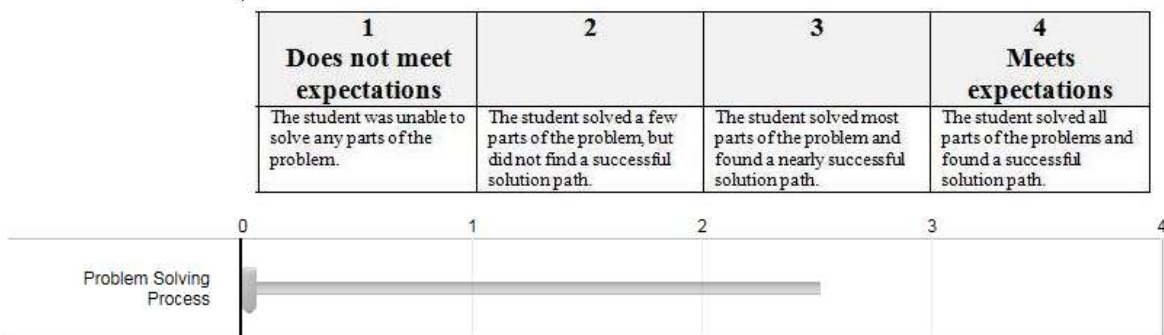 1
Does not meet
expectations
2
3
4
Meets
expectations
The student was unable to
solve any parts of the
problem.
The student solved a few
parts of the problem, but
did not find a successful
solution path.
The student solved most
parts of the problem and
found a nearly successful
solution path.
The student solved all
parts of the problems and
found a successful
solution path.
0 1 2 3 4
Problem Solving
Process